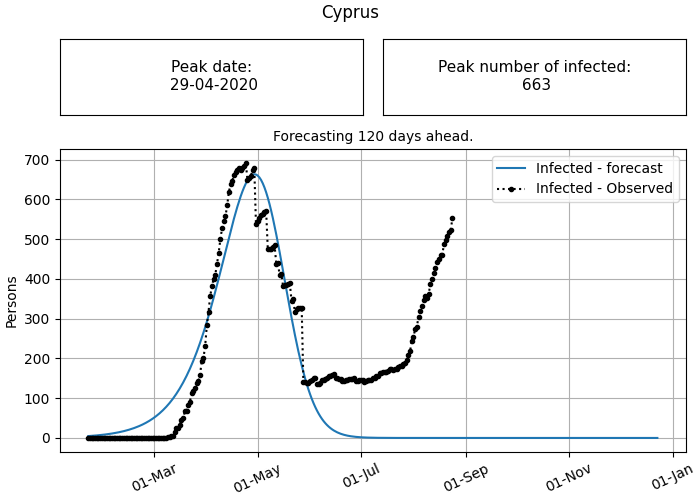 Cyprus
Peak date:
29-04-2020
Peak number of infected:
663
Forecasting 120 days ahead.
Infected - forecast
Infected - Observed
Persons
700
600
500
400
300
200
100
0
01-Mar
01-May
01-Jul
01-Sep
01-Nov
01-Jan